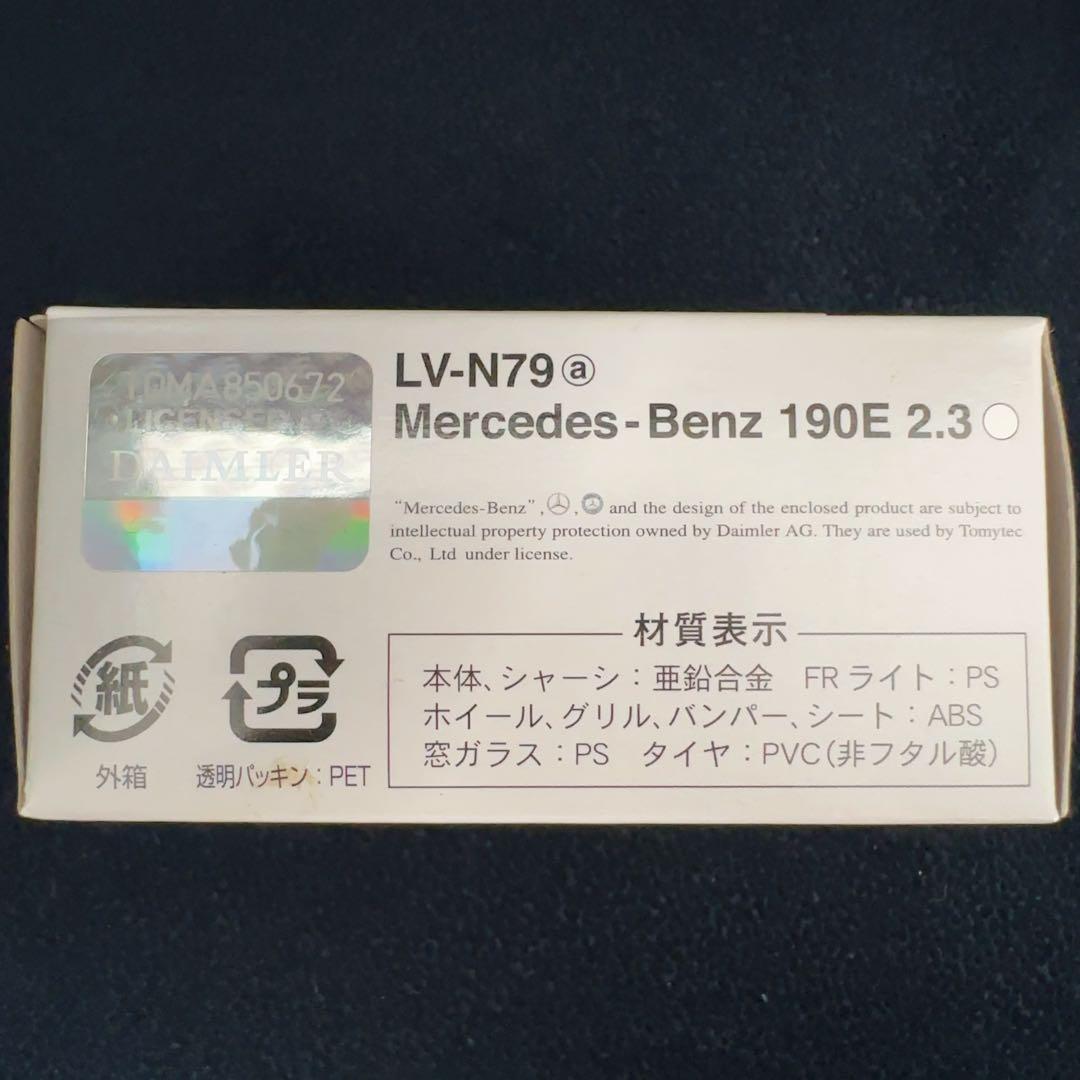 TOMA850672
LICENSED BY
DAIMLER
LV-N79 ⓐ
Mercedes-Benz 190E 2.3
“Mercedes-Benz”, , and the design of the enclosed product are subject to
intellectual property protection owned by Daimler AG. They are used by Tomytec
Co., Ltd under license.
紙
外箱
プラ
透明パッキン：PET
材質表示
本体、シャーシ：亜鉛合金 FRライト：PS
ホイール、グリル、バンパー、シート：ABS
窓ガラス：PS タイヤ：PVC（非フタル酸）